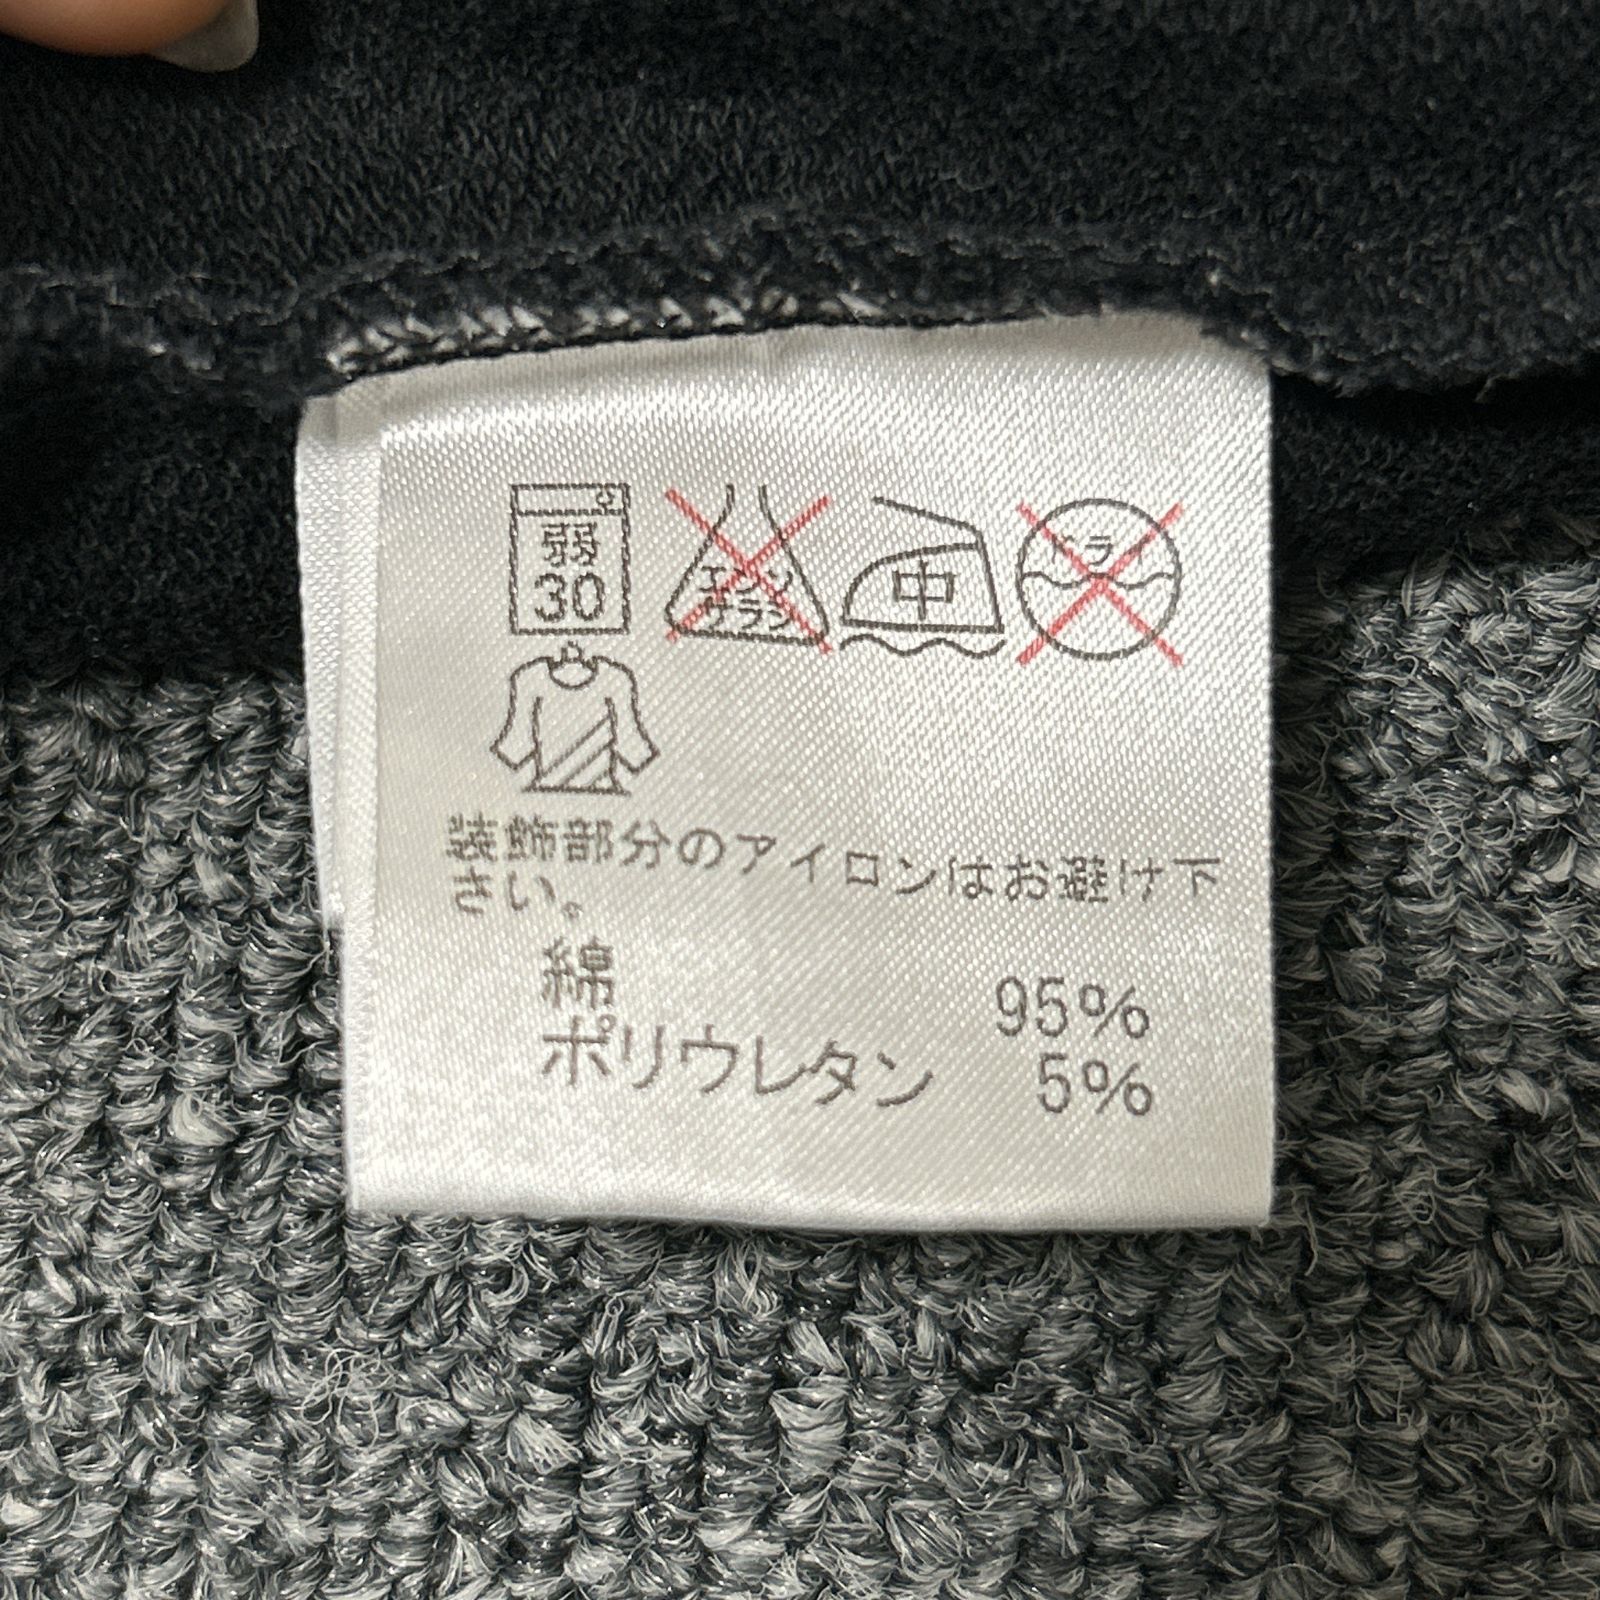 弱
30
エンソ
サラシ
中
ドライ
装飾部分のアイロンはお避け下
さい。
綿 95%
ポリウレタン 5%